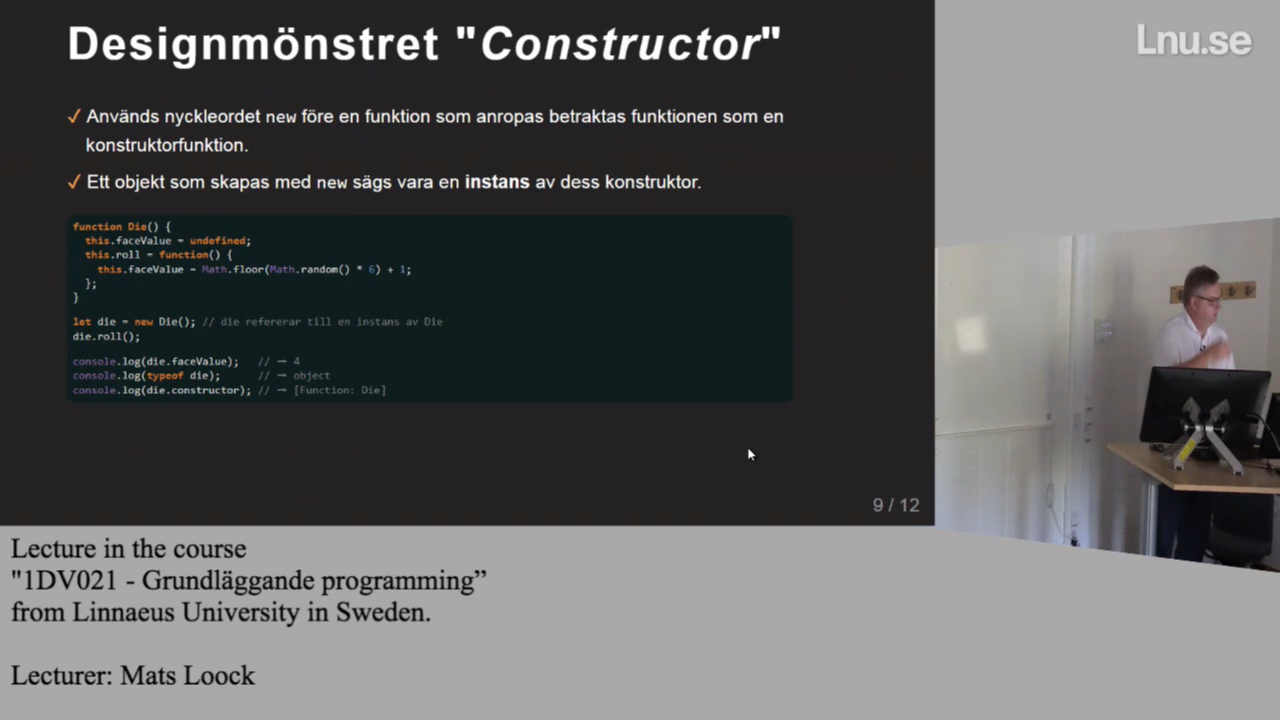 Designmönstret "Constructor"
Lnu.se
✓ Används nyckleordet new före en funktion som anropas betraktas funktionen som en
konstruktorfunktion.
✓ Ett objekt som skapas med new sägs vara en instans av dess konstruktor.
function Die() {
this.faceValue = undefined;
this.roll = function() {
this.faceValue = Math.floor(Math.random() * 6) + 1;
};
}
let die = new Die(); // die refererar till en instans av Die
die.roll();
console.log(die.faceValue); // → 4
console.log(typeof die); // → object
console.log(die.constructor); // → [Function: Die]
9 / 12
Lecture in the course
"1DV021 - Grundläggande programming”
from Linnaeus University in Sweden.
Lecturer: Mats Loock